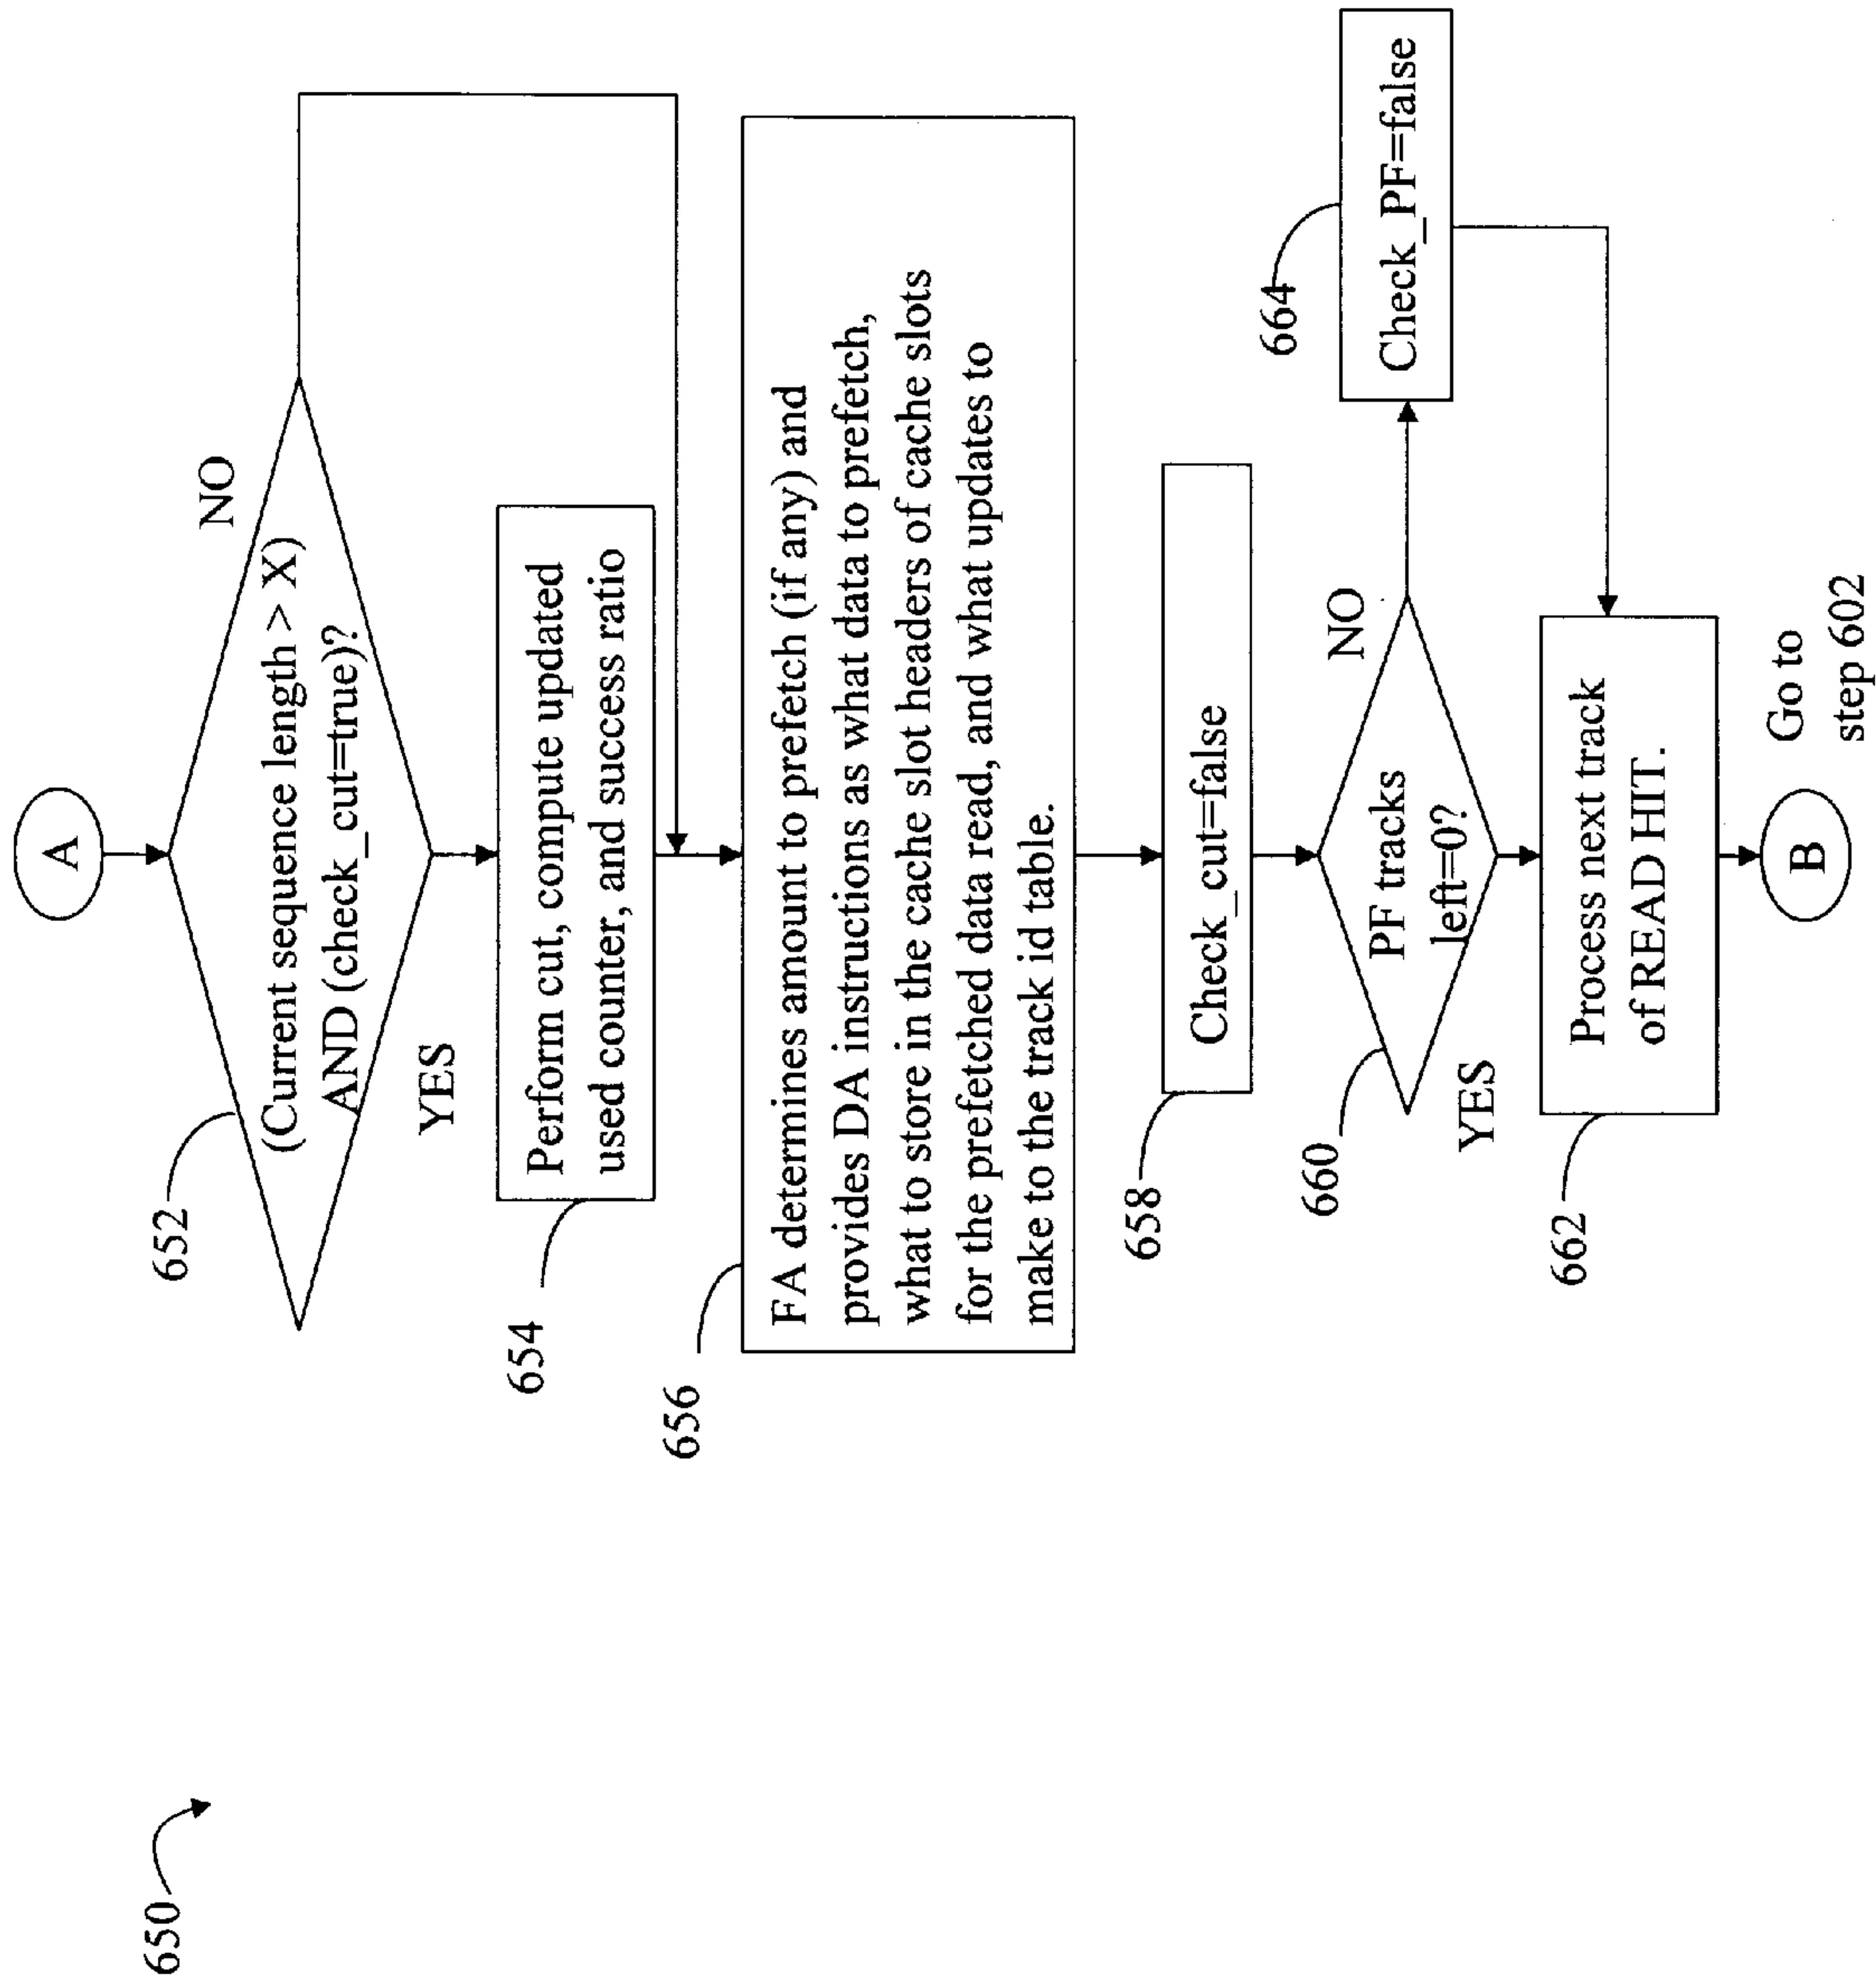 650
A
652
(Current sequence length > X)
AND (check_cut=true)?
NO
YES
654
Perform cut, compute updated
used counter, and success ratio
656
FA determines amount to prefetch (if any) and
provides DA instructions as what data to prefetch,
what to store in the cache slot headers of cache slots
for the prefetched data read, and what updates to
make to the track id table.
658
Check_cut=false
660
PF tracks
left=0?
NO
YES
664
Check_PF=false
662
Process next track
of READ HIT.
B
Go to
step 602